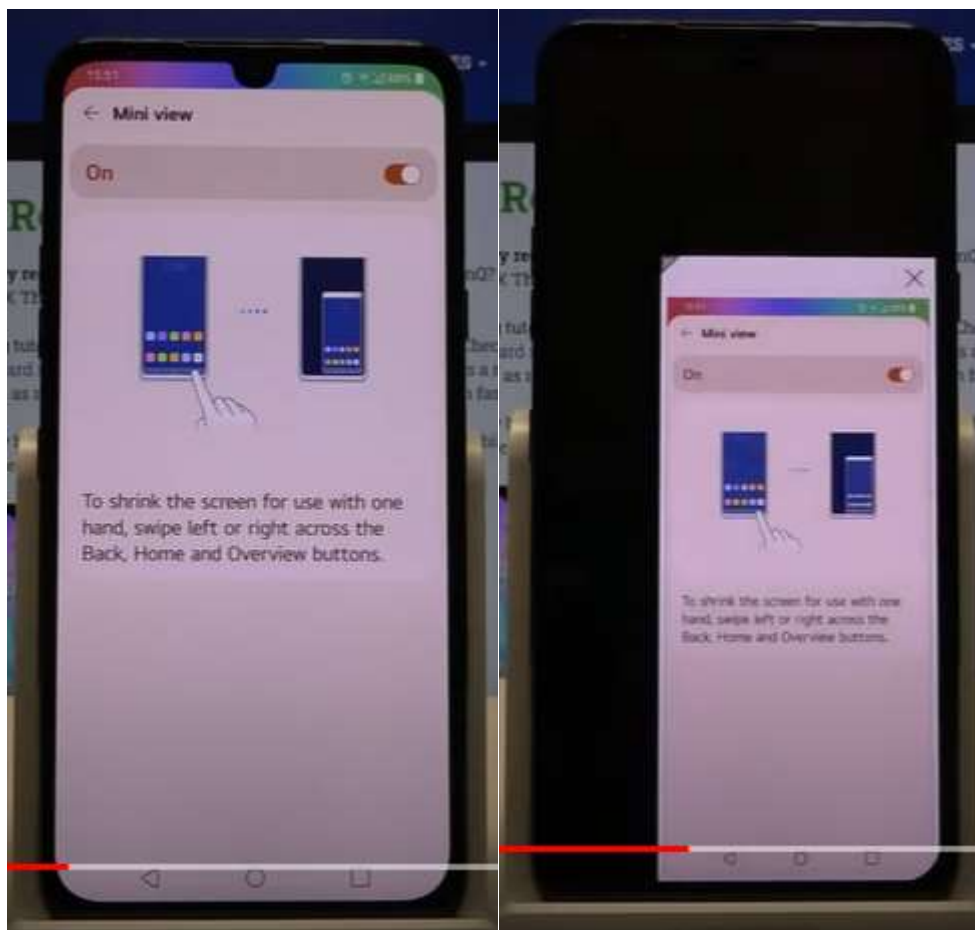 15:51
Mini view
On
To shrink the screen for use with one
hand, swipe left or right across the
Back, Home and Overview buttons.
Mini view
On
To shrink the screen for use with one
hand, swipe left or right across the
Back, Home and Overview buttons.